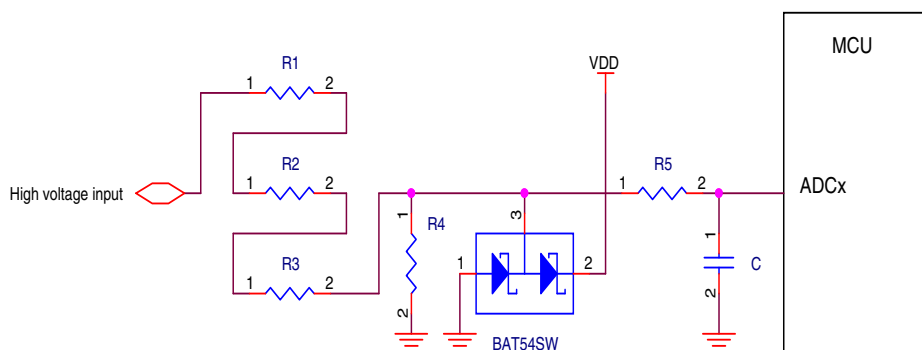 MCU
R1
VDD
1 2
R2
R5
1 2
1 2
High voltage input
ADCx
1
R4
3
R3
1
1 2
1 2
C
2
2
BAT54SW